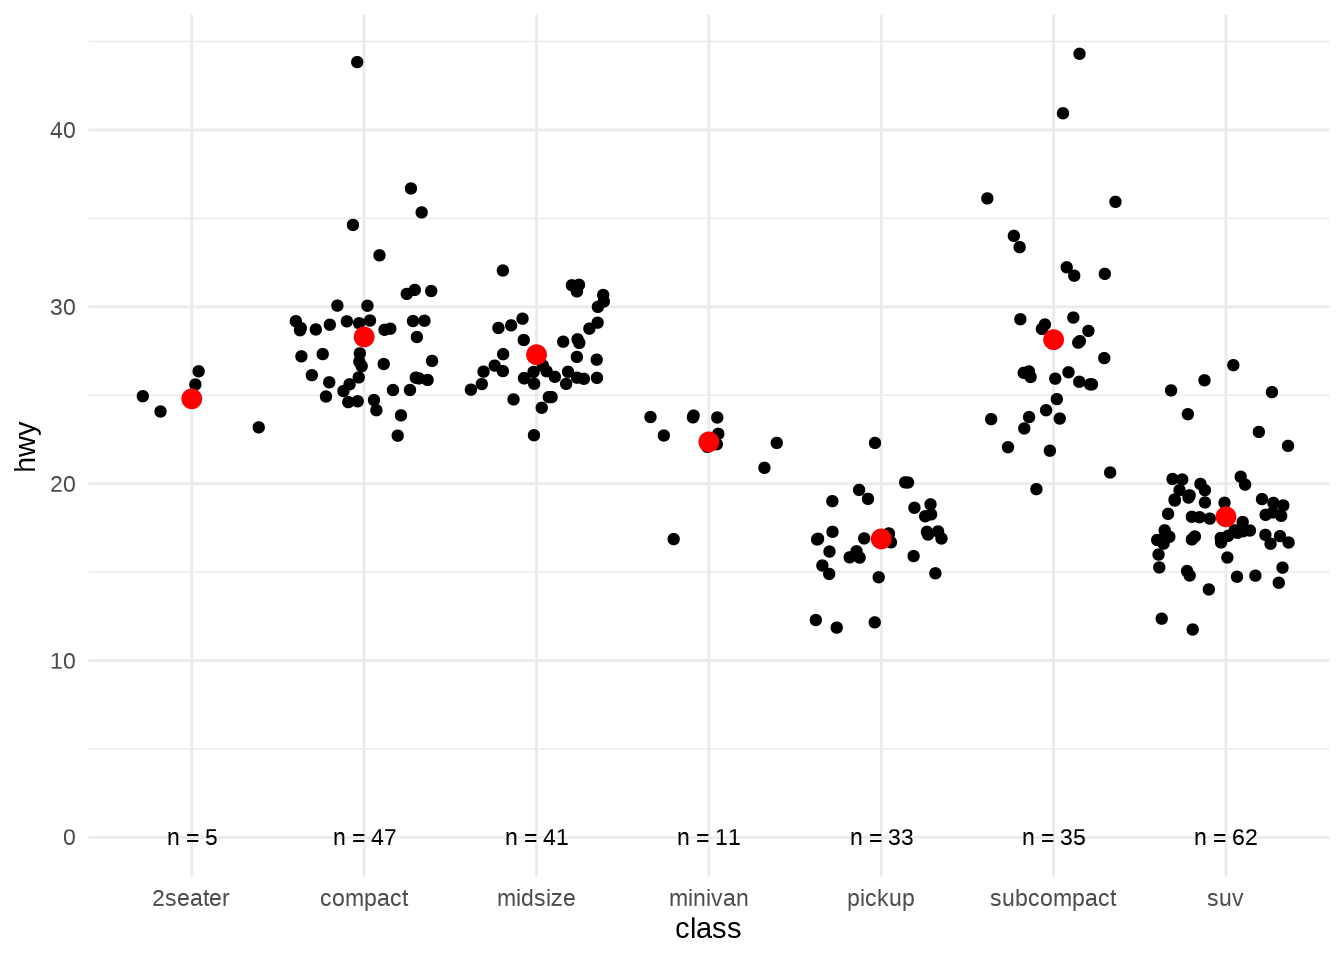 hwy
40
30
20
10
0
n = 5 n = 47 n = 41 n = 11 n = 33 n = 35 n = 62
2seater compact midsize minivan pickup subcompact suv
class